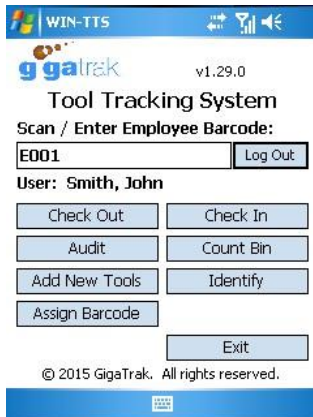 WIN-TTS
gigatrak
v1.29.0
Tool Tracking System
Scan / Enter Employee Barcode:
E001 Log Out
User: Smith, John
Check Out Check In
Audit Count Bin
Add New Tools Identify
Assign Barcode
Exit
© 2015 GigaTrak. All rights reserved.